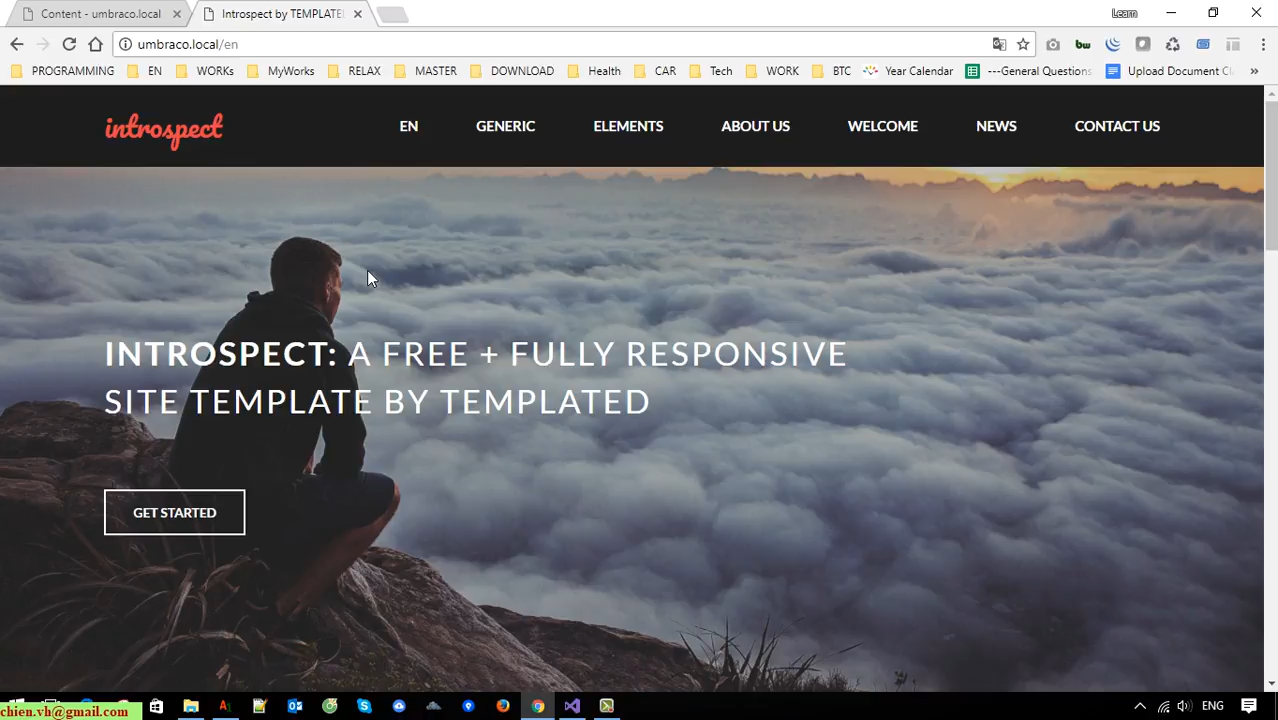 Content - umbraco.local
Introspect by TEMPLATE
Learn
umbraco.local/en
PROGRAMMING
EN
WORKs
MyWorks
RELAX
MASTER
DOWNLOAD
Health
CAR
Tech
WORK
BTC
Year Calendar
---General Questions
Upload Document
»
introspect
EN
GENERIC
ELEMENTS
ABOUT US
WELCOME
NEWS
CONTACT US
INTROSPECT: A FREE + FULLY RESPONSIVE
SITE TEMPLATE BY TEMPLATED
GET STARTED
chien.vh@gmail.com
ENG